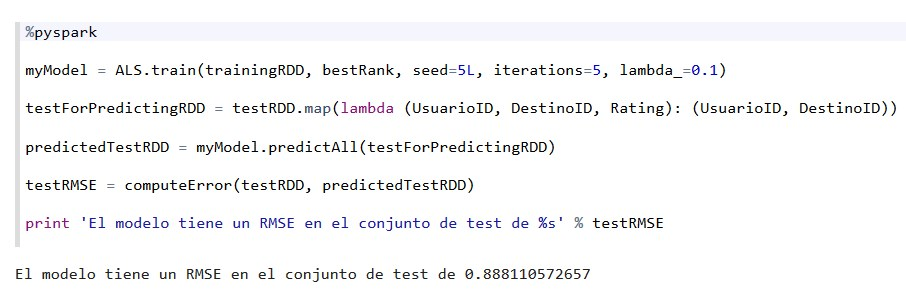 %pyspark
myModel = ALS.train(trainingRDD, bestRank, seed=5L, iterations=5, lambda_=0.1)
testForPredictingRDD = testRDD.map(lambda (UsuarioID, DestinoID, Rating): (UsuarioID, DestinoID))
predictedTestRDD = myModel.predictAll(testForPredictingRDD)
testRMSE = computeError(testRDD, predictedTestRDD)
print 'El modelo tiene un RMSE en el conjunto de test de %s' % testRMSE
El modelo tiene un RMSE en el conjunto de test de 0.888110572657